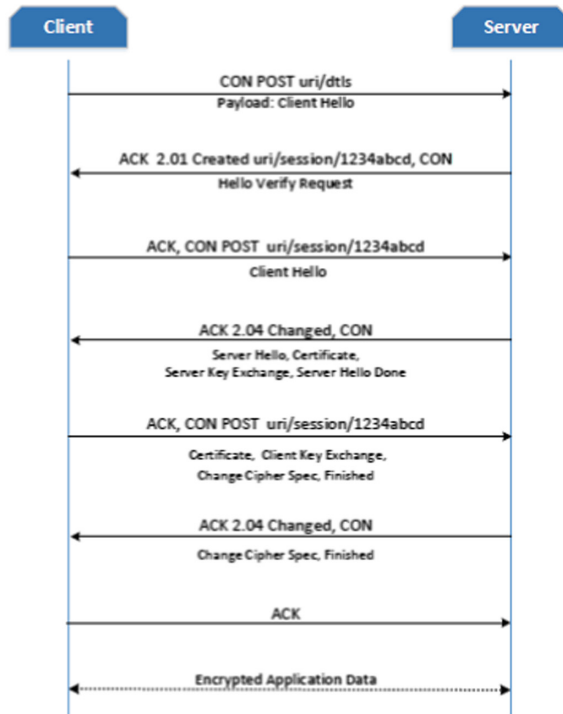 Client
Server
CON POST uri/dtls
Payload: Client Hello
ACK 2.01 Created uri/session/1234abcd, CON
Hello Verify Request
ACK, CON POST uri/session/1234abcd
Client Hello
ACK 2.04 Changed, CON
Server Hello, Certificate,
Server Key Exchange, Server Hello Done
ACK, CON POST uri/session/1234abcd
Certificate, Client Key Exchange,
Change Cipher Spec, Finished
ACK 2.04 Changed, CON
Change Cipher Spec, Finished
ACK
Encrypted Application Data